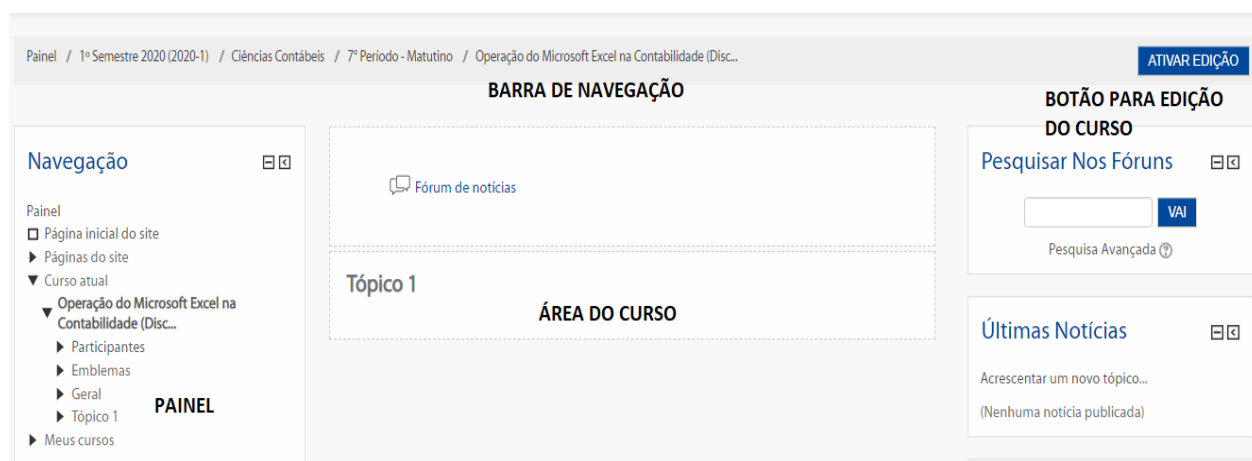 Painel / 1º Semestre 2020 (2020-1) / Ciências Contábeis / 7° Período - Matutino / Operação do Microsoft Excel na Contabilidade (Disc...
ATIVAR EDIÇÃO
BARRA DE NAVEGAÇÃO
BOTÃO PARA EDIÇÃO
DO CURSO
Navegação
Painel
Página inicial do site
Páginas do site
Curso atual
Operação do Microsoft Excel na
Contabilidade (Disc...
Participantes
Emblemas
Geral
Tópico 1
Meus cursos
PAINEL
Fórum de notícias
Tópico 1
ÁREA DO CURSO
Pesquisar Nos Fóruns
VAI
Pesquisa Avançada
Últimas Notícias
Acrescentar um novo tópico...
(Nenhuma notícia publicada)